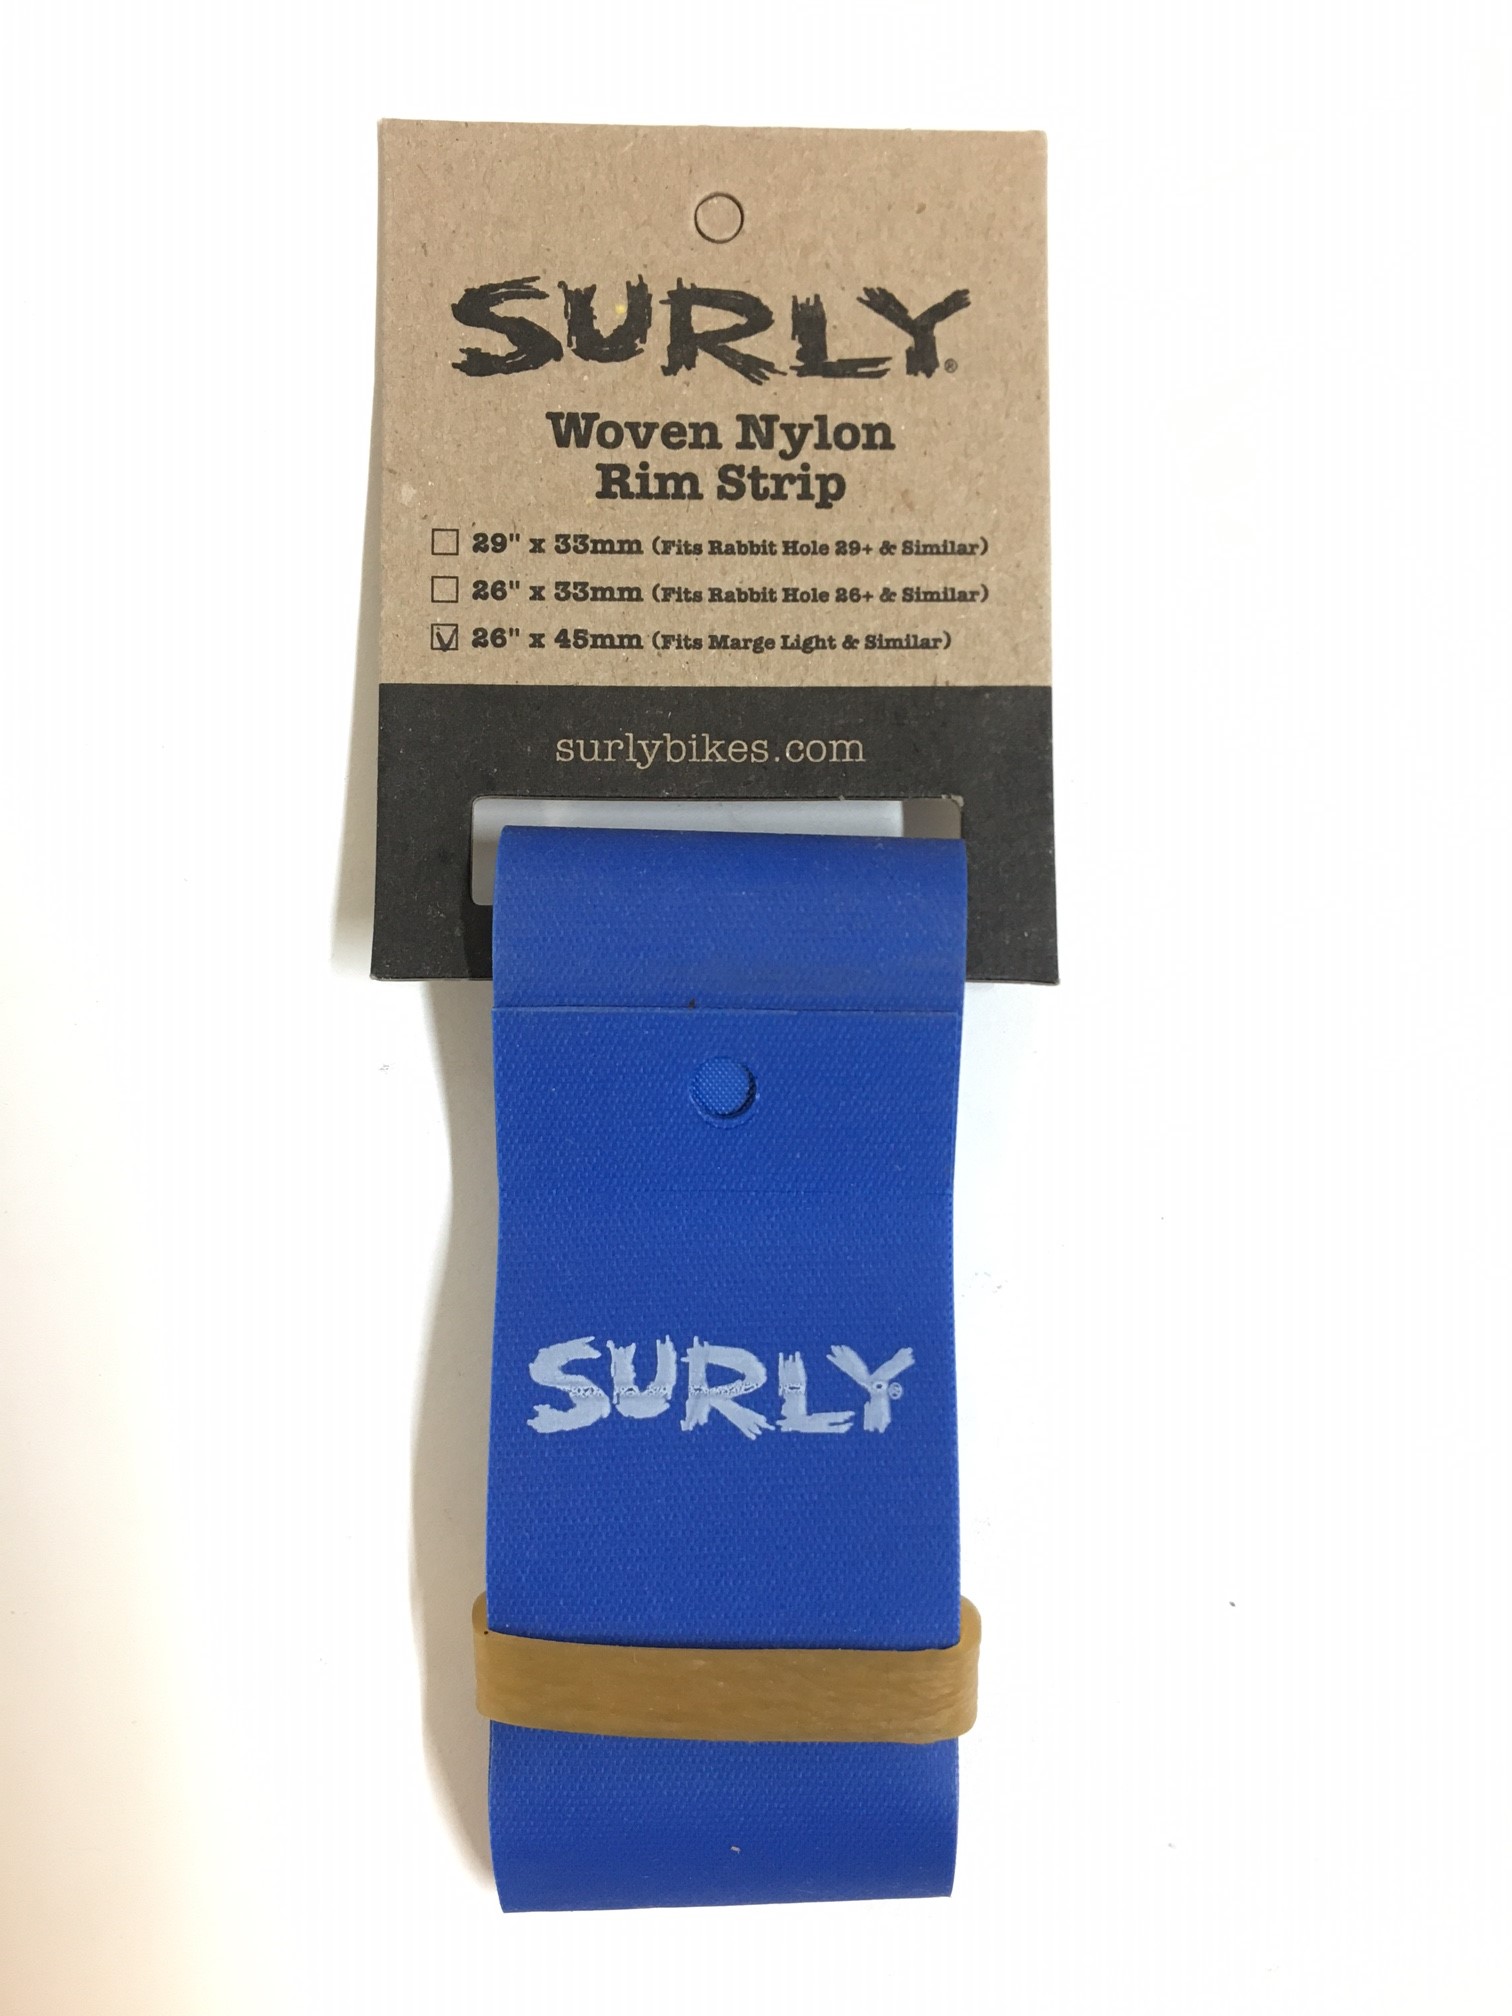 SURLY®
Woven Nylon
Rim Strip
29" x 33mm (Fits Rabbit Hole 29+ & Similar)
26" x 33mm (Fits Rabbit Hole 26+ & Similar)
26" x 45mm (Fits Marge Light & Similar)
surlybikes.com
SURLY®